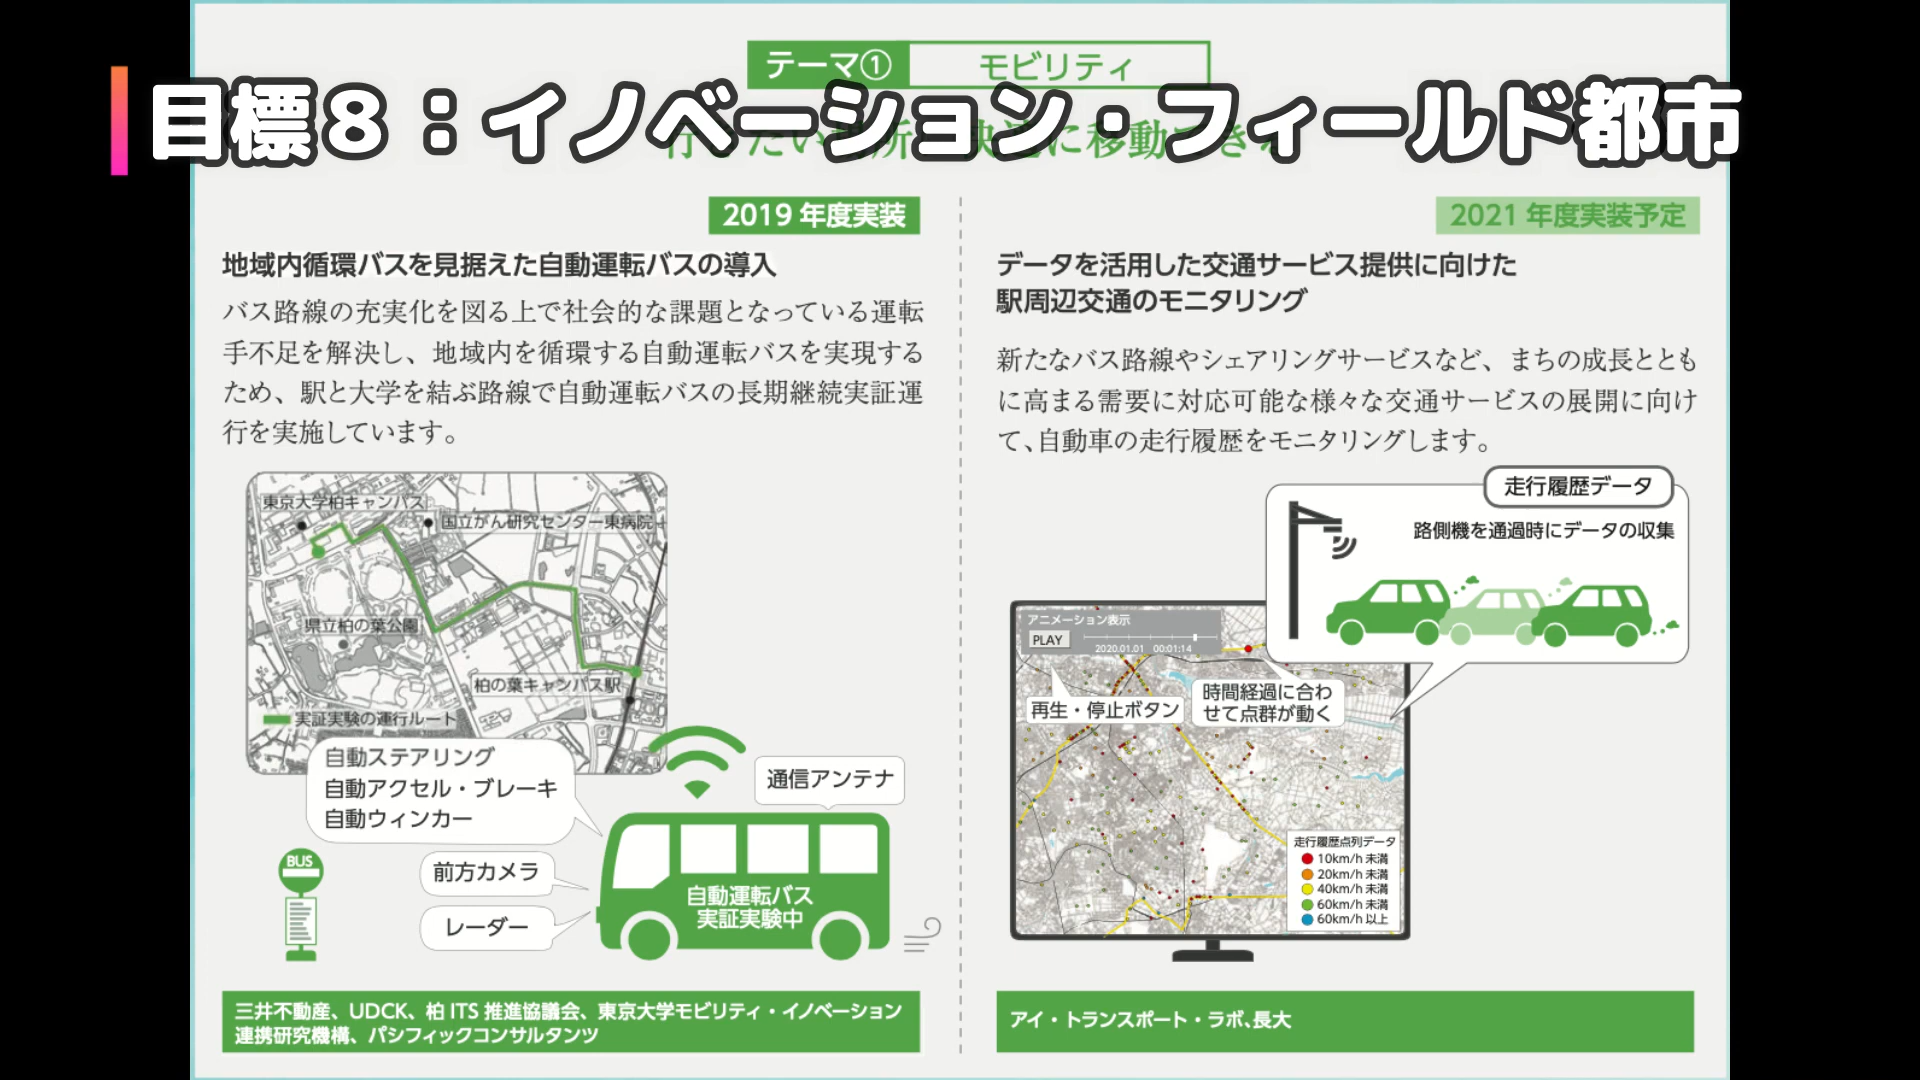 テーマ① モビリティ
目標８：イノベーション・フィールド都市
2019 年度実装
地域内循環バスを見据えた自動運転バスの導入
バス路線の充実化を図る上で社会的な課題となっている運転
手不足を解決し、地域内を循環する自動運転バスを実現する
ため、駅と大学を結ぶ路線で自動運転バスの長期継続実証運
行を実施しています。
東京大学柏キャンパス
国立がん研究センター東病院
県立柏の葉公園
柏の葉キャンパス駅
実証実験の運行ルート
自動ステアリング
自動アクセル・ブレーキ
自動ウィンカー
通信アンテナ
前方カメラ
レーダー
BUS
自動運転バス
実証実験中
三井不動産、UDCK、柏 ITS 推進協議会、東京大学モビリティ・イノベーション
連携研究機構、パシフィックコンサルタンツ
2021 年度実装予定
データを活用した交通サービス提供に向けた
駅周辺交通のモニタリング
新たなバス路線やシェアリングサービスなど、まちの成長ととも
に高まる需要に対応可能な様々な交通サービスの展開に向け
て、自動車の走行履歴をモニタリングします。
走行履歴データ
路側機を通過時にデータの収集
アニメーション表示
PLAY
2020.01.01 00:01:14
再生・停止ボタン
時間経過に合わ
せて点群が動く
走行履歴点列データ
10km/h 未満
20km/h 未満
40km/h 未満
60km/h 未満
60km/h 以上
アイ・トランスポート・ラボ、長大